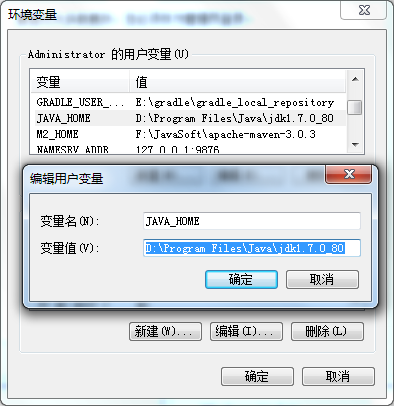 环境变量
Administrator 的用户变量(U)
变量 值
GRADLE_USER_... E:\gradle\gradle_local_repository
JAVA_HOME D:\Program Files\Java\jdk1.7.0_80
M2_HOME F:\JavaSoft\apache-maven-3.0.3
NAMESRV_ADDR 127.0.0.1:9876
编辑用户变量
变量名(N): JAVA_HOME
变量值(V): D:\Program Files\Java\jdk1.7.0_80
确定 取消
新建(W)... 编辑(I)... 删除(L)
确定 取消